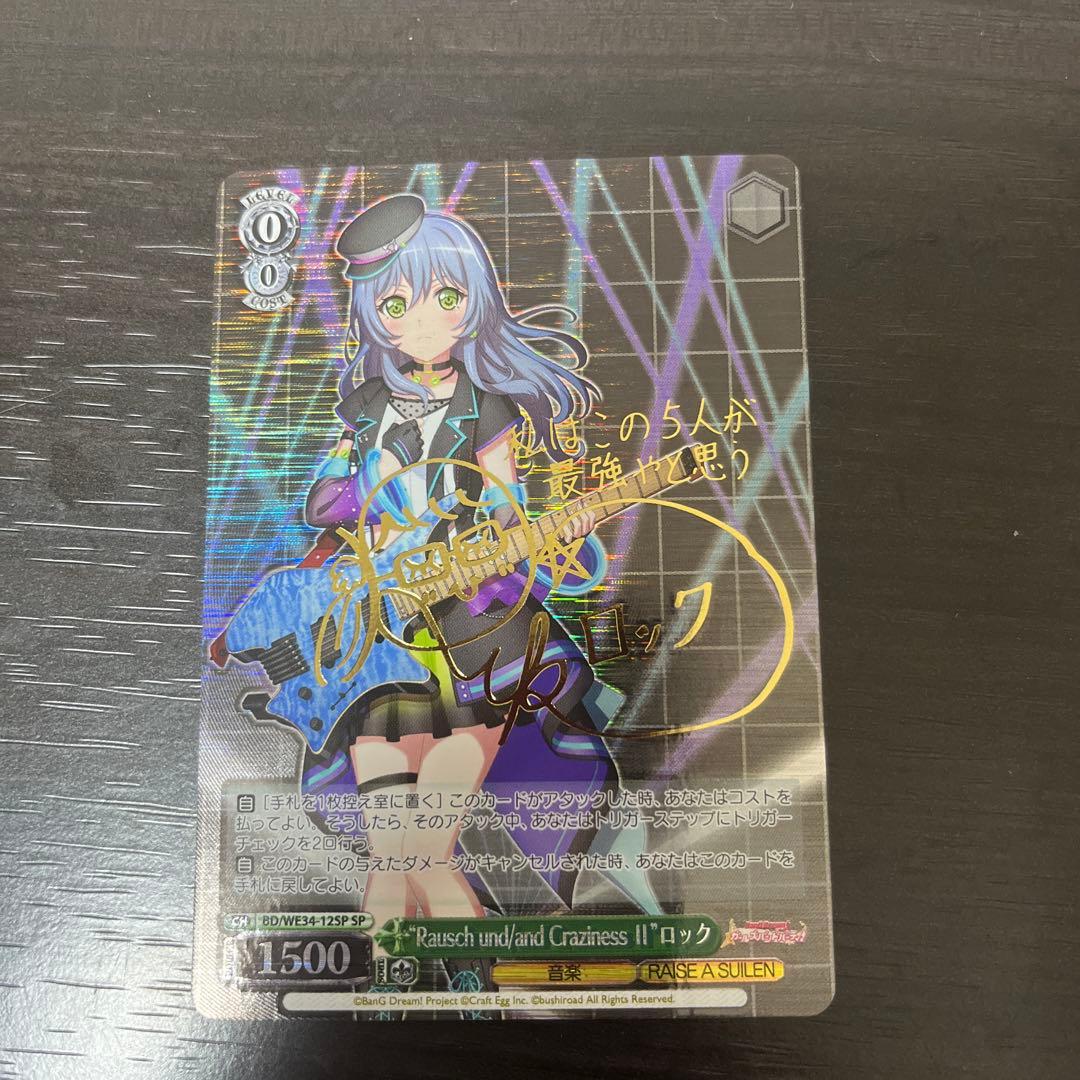 LEVEL
0
0
COST
私はこの5人が
最強やと思う
ロック
自［手札を1枚控え室に置く］このカードがアタックした時、あなたはコストを
払ってよい。そうしたら、そのアタック中、あなたはトリガーステップにトリガー
チェックを2回行う。
自 このカードの与えたダメージがキャンセルされた時、あなたはこのカードを
手札に戻してよい。
CH BD/WE34-12SP SP
1500
“Rausch und/and Craziness II”ロック
音楽 RAISE A SUILEN
©BanG Dream! Project ©Craft Egg Inc. ©bushiroad All Rights Reserved.